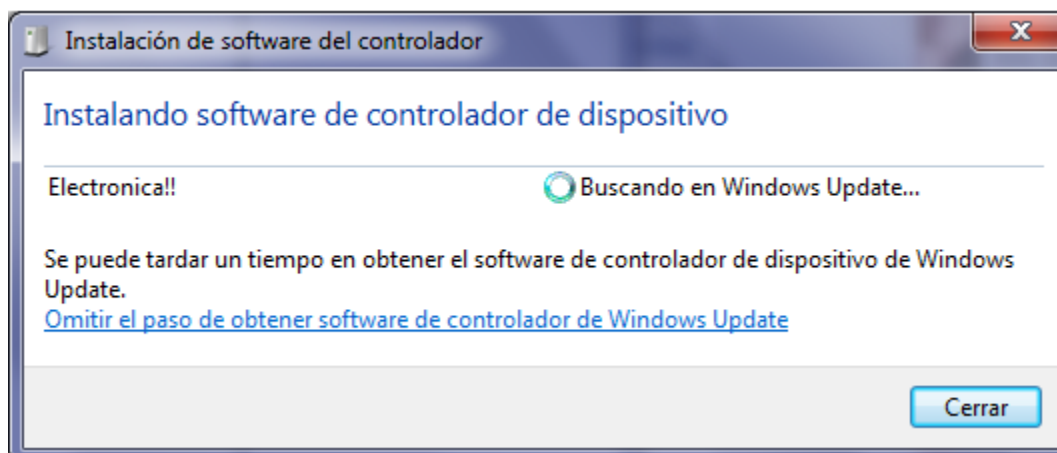 Instalación de software del controlador
Instalando software de controlador de dispositivo
Electronica!! Buscando en Windows Update...
Se puede tardar un tiempo en obtener el software de controlador de dispositivo de Windows
Update.
Omitir el paso de obtener software de controlador de Windows Update
Cerrar